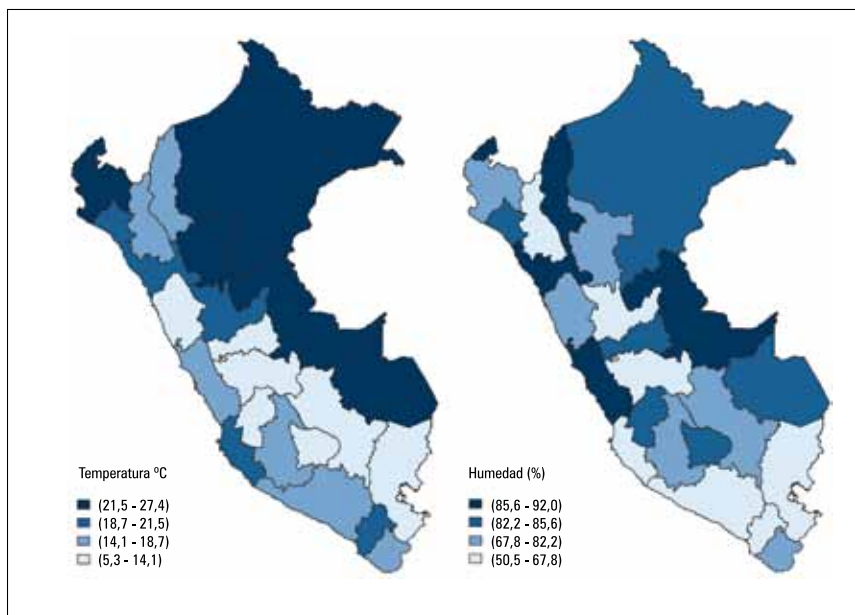 Temperatura ºC
(21,5 - 27,4)
(18,7 - 21,5)
(14,1 - 18,7)
(5,3 - 14,1)
Humedad (%)
(85,6 - 92,0)
(82,2 - 85,6)
(67,8 - 82,2)
(50,5 - 67,8)